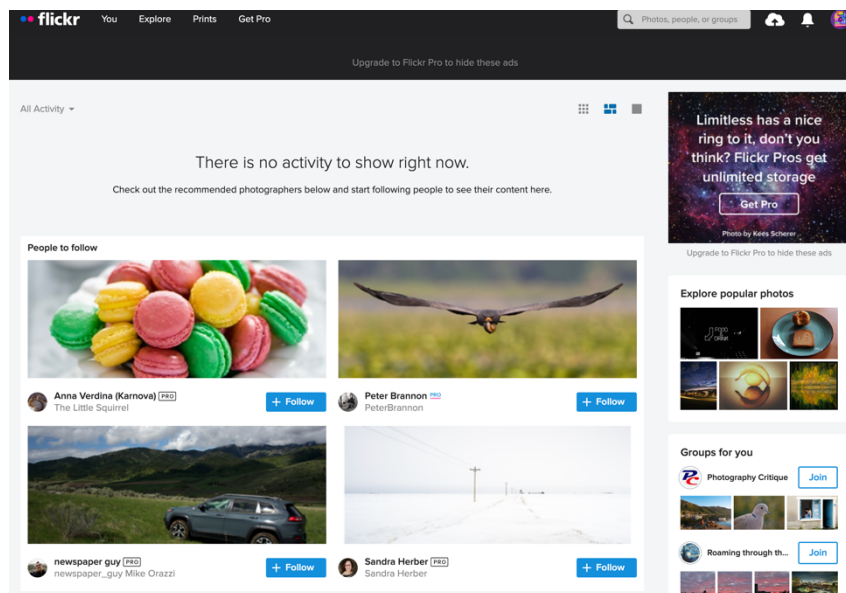 flickr You Explore Prints Get Pro Photos, people, or groups
Upgrade to Flickr Pro to hide these ads
All Activity
There is no activity to show right now.
Check out the recommended photographers below and start following people to see their content here.
People to follow
Anna Verdina (Karnova) PRO
The Little Squirrel
+ Follow
Peter Brannon PRO
PeterBrannon
+ Follow
newspaper guy PRO
newspaper_guy Mike Orazzi
+ Follow
Sandra Herber PRO
Sandra Herber
+ Follow
Limitless has a nice
ring to it, don't you
think? Flickr Pros get
unlimited storage
Get Pro
Photo by Kees Scherer
Upgrade to Flickr Pro to hide these ads
Explore popular photos
FOOD
DRINK
Groups for you
Photography Critique
Join
Roaming through th...
Join